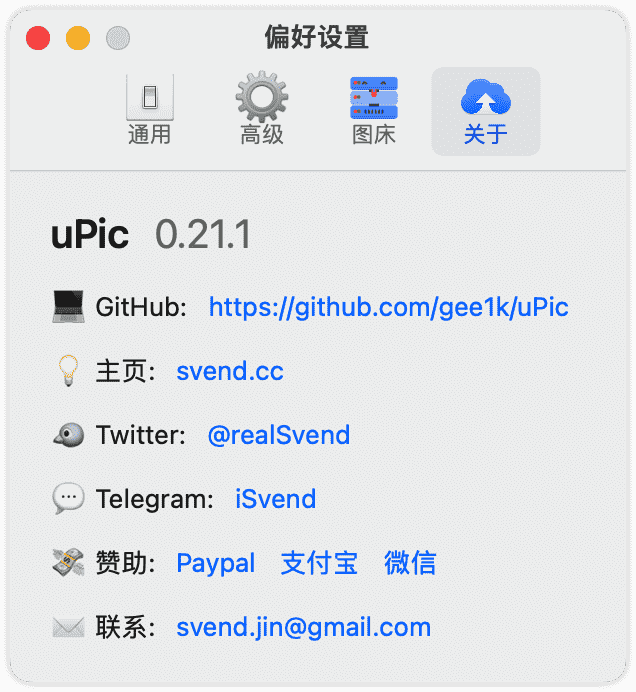 偏好设置
通用 高级 图床 关于
uPic 0.21.1
GitHub: https://github.com/gee1k/uPic
主页: svend.cc
Twitter: @realSvend
Telegram: iSvend
赞助: Paypal 支付宝 微信
联系: svend.jin@gmail.com